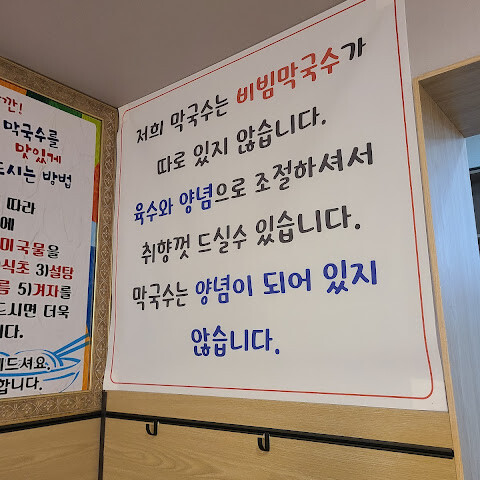 깐!
막국수를
맛있게
드시는 방법
따라
에
미국물을
식초 3)설탕
름 5)겨자를
드시면 더욱
니다.
드셔요.
합니다.
저희 막국수는 비빔막국수가
따로 있지 않습니다.
육수와 양념으로 조절하셔서
취향껏 드실수 있습니다.
막국수는 양념이 되어 있지
않습니다.